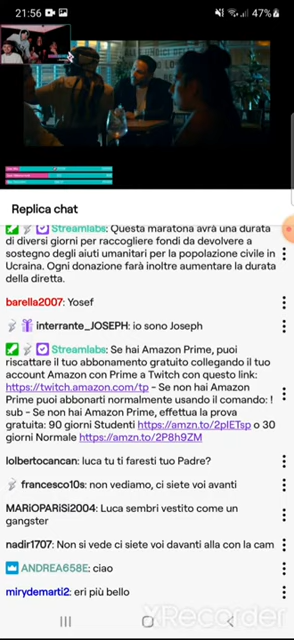 21:56
47%
Replica chat
Streamlabs: Questa maratona avrà una durata
di diversi giorni per raccogliere fondi da devolvere a
sostegno degli aiuti umanitari per la popolazione civile in
Ucraina. Ogni donazione farà inoltre aumentare la durata
della diretta.
barella2007: Yosef
interrante_JOSEPH: io sono Joseph
Streamlabs: Se hai Amazon Prime, puoi
riscattare il tuo abbonamento gratuito collegando il tuo
account Amazon con Prime a Twitch con questo link:
https://twitch.amazon.com/tp - Se non hai Amazon
Prime puoi abbonarti normalmente usando il comando: !
sub - Se non hai Amazon Prime, effettua la prova
gratuita: 90 giorni Studenti https://amzn.to/2pIETsp o 30
giorni Normale https://amzn.to/2P8h9ZM
lolbertocancan: luca tu ti faresti tuo Padre?
francesco10s: non vediamo, ci siete voi avanti
MARiOPARiSi2004: Luca sembri vestito come un
gangster
nadir1707: Non si vede ci siete voi davanti alla con la cam
ANDREA658E: ciao
mirydemarti2: eri più bello
XRecorder